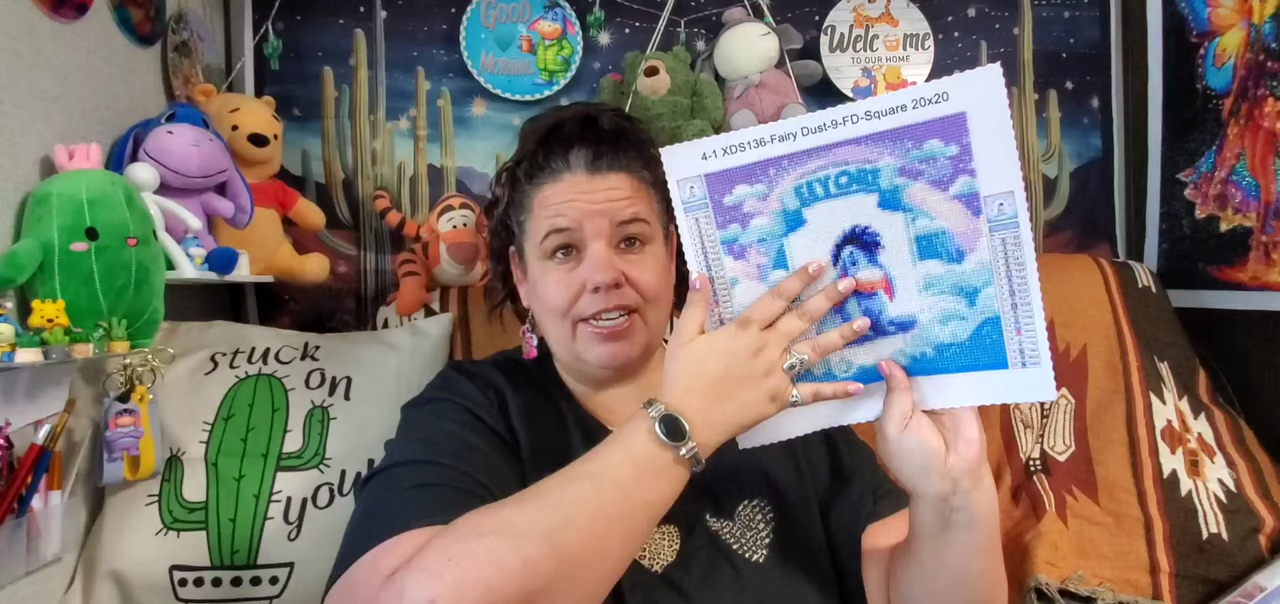 Good
Morning
Welcome
TO OUR HOME
4-1 XDS136-Fairy Dust-9-FD-Square 20x20
stuck
on
you